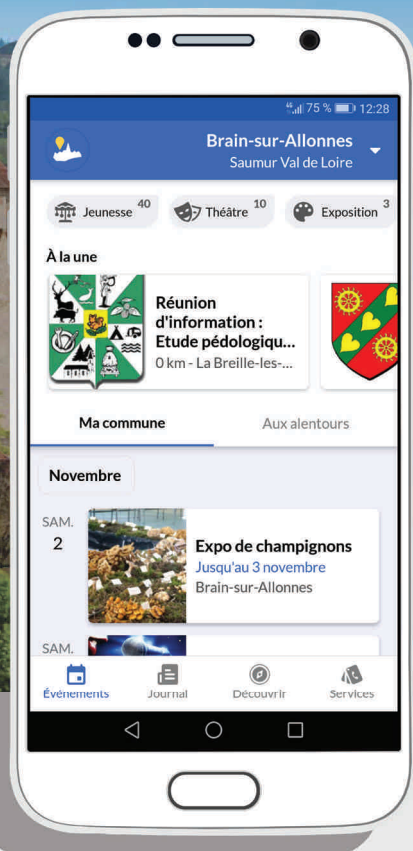 46 75 % 12:28
Brain-sur-Allonnes
Saumur Val de Loire
Jeunesse 40 Théâtre 10 Exposition 3
À la une
Réunion
d'information :
Etude pédologiqu...
0 km - La Breille-les-...
Ma commune Aux alentours
Novembre
SAM.
2
Expo de champignons
Jusqu'au 3 novembre
Brain-sur-Allonnes
SAM.
Événements Journal Découvrir Services